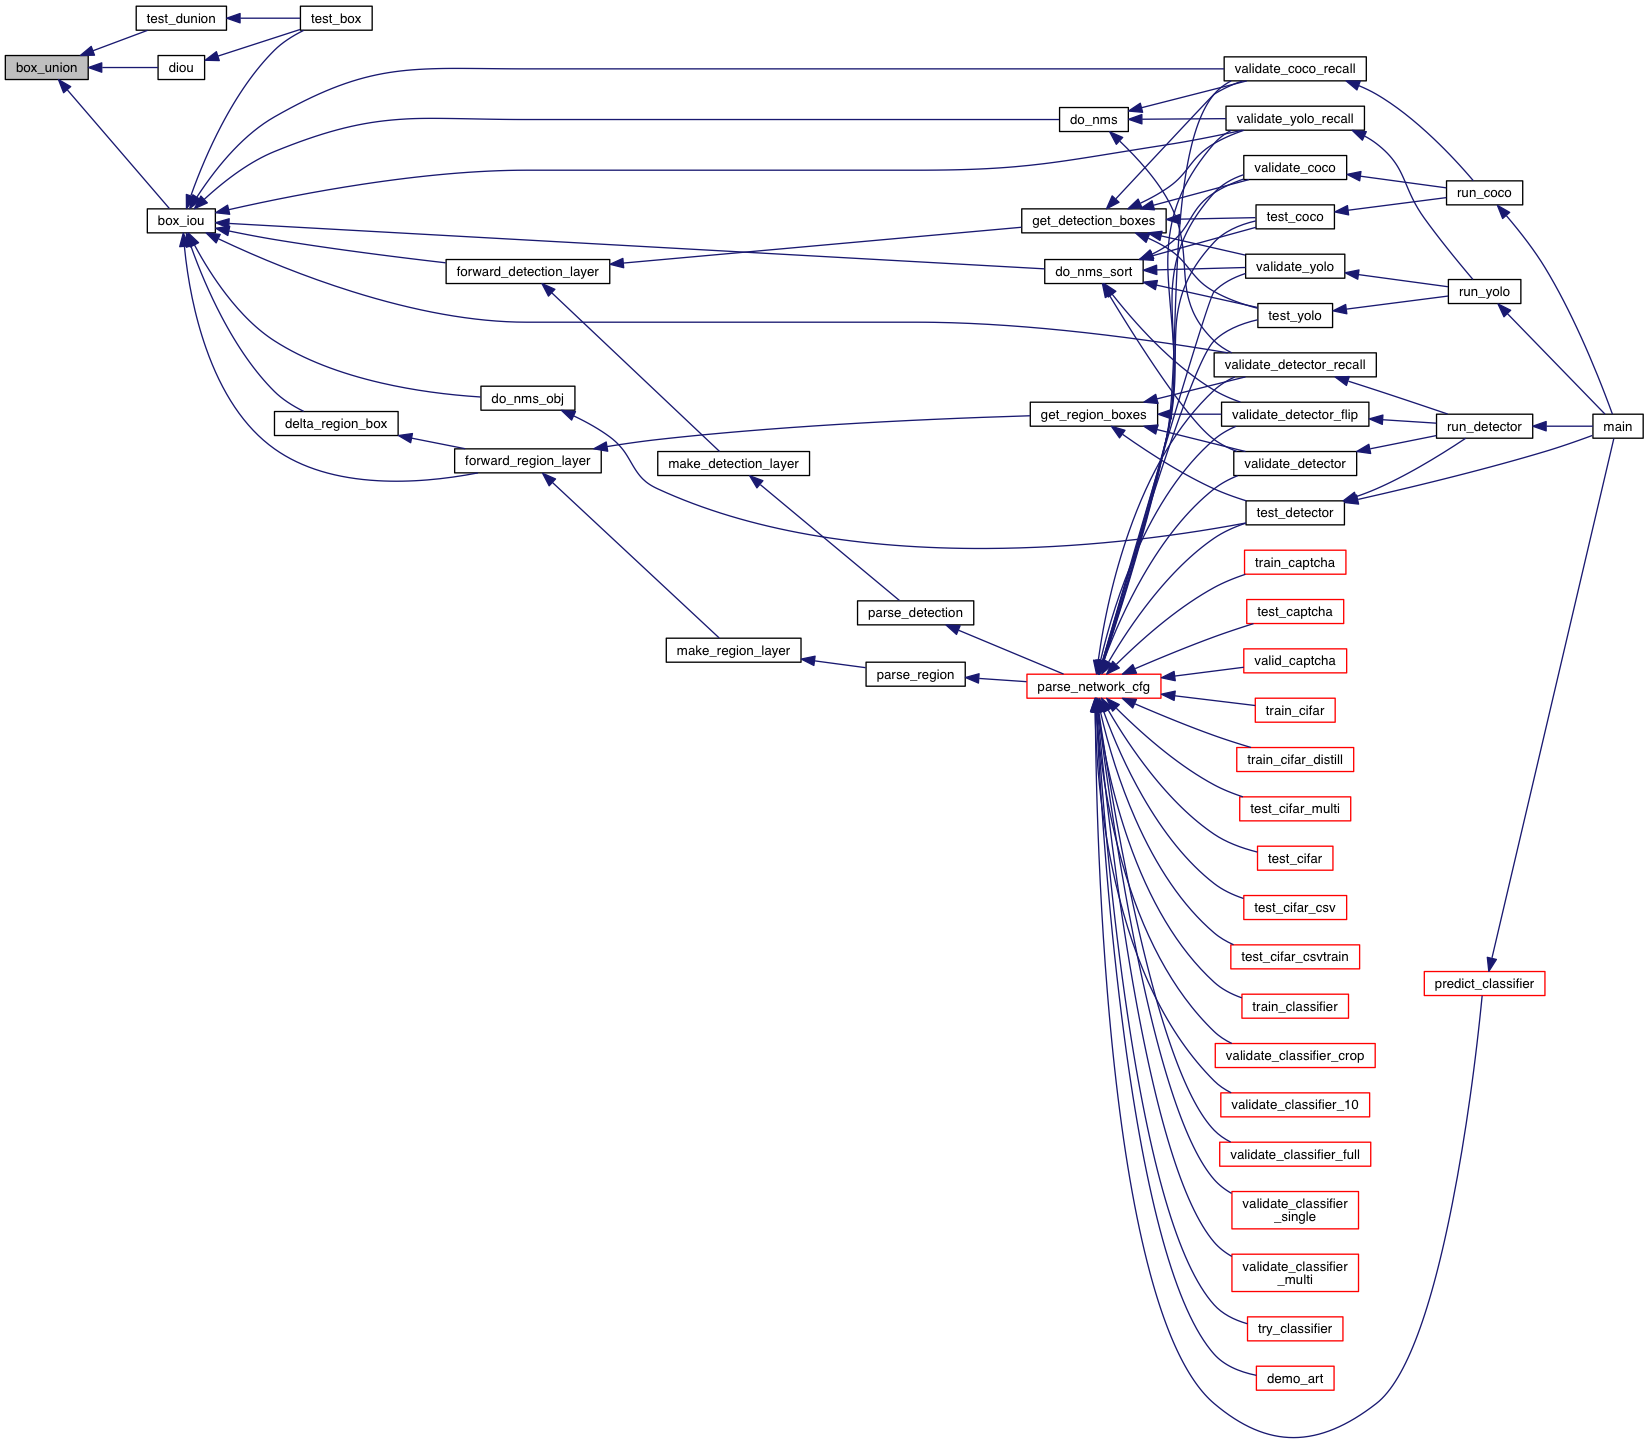 test_dunion
test_box
box_union
diou
validate_coco_recall
do_nms
validate_yolo_recall
validate_coco
run_coco
box_iou
get_detection_boxes
test_coco
forward_detection_layer
do_nms_sort
validate_yolo
run_yolo
test_yolo
validate_detector_recall
do_nms_obj
delta_region_box
get_region_boxes
validate_detector_flip
run_detector
main
forward_region_layer
make_detection_layer
validate_detector
test_detector
train_captcha
parse_detection
test_captcha
make_region_layer
valid_captcha
parse_region
parse_network_cfg
train_cifar
train_cifar_distill
test_cifar_multi
test_cifar
test_cifar_csv
test_cifar_csvtrain
predict_classifier
train_classifier
validate_classifier_crop
validate_classifier_10
validate_classifier_full
validate_classifier
_single
validate_classifier
_multi
try_classifier
demo_art